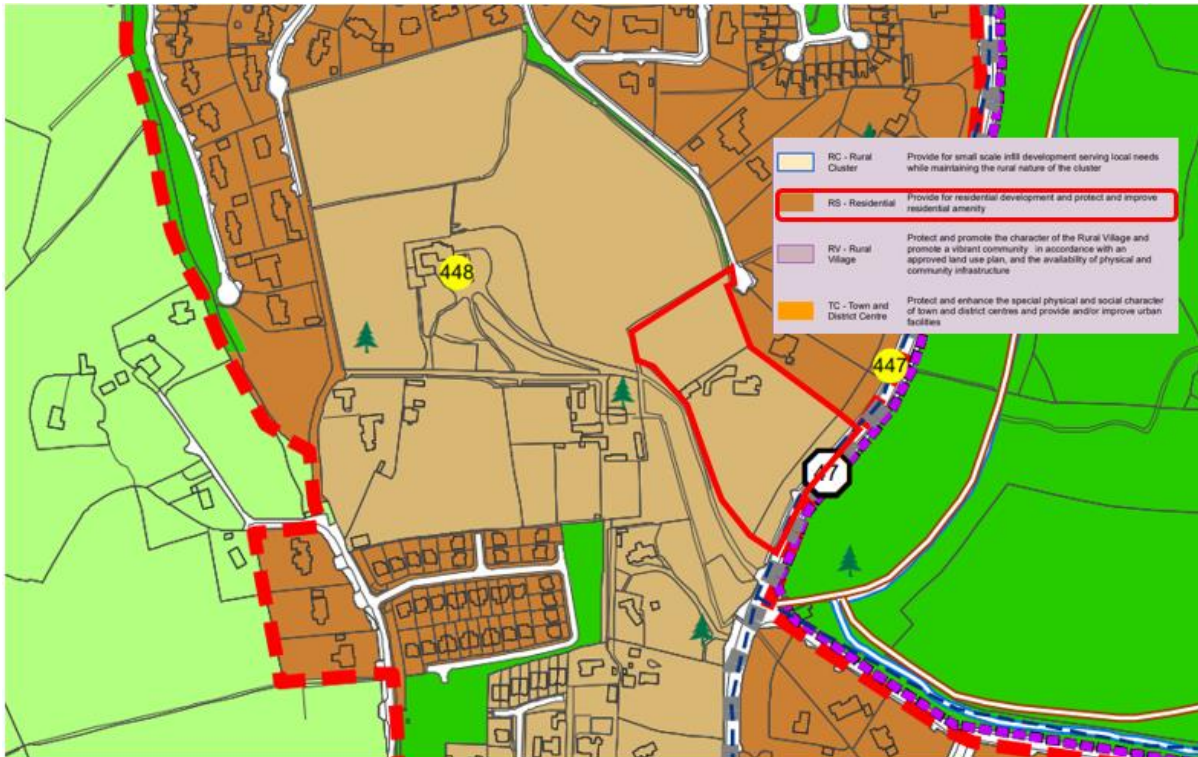 RC - Rural
Cluster
Provide for small scale infill development serving local needs
while maintaining the rural nature of the cluster
RS - Residential
Provide for residential development and protect and improve
residential amenity
448
RV - Rural
Village
Protect and promote the character of the Rural Village and
promote a vibrant community in accordance with an
approved land use plan, and the availability of physical and
community infrastructure
TC - Town and
District Centre
Protect and enhance the special physical and social character
of town and district centres and provide and/or improve urban
facilities
447
47